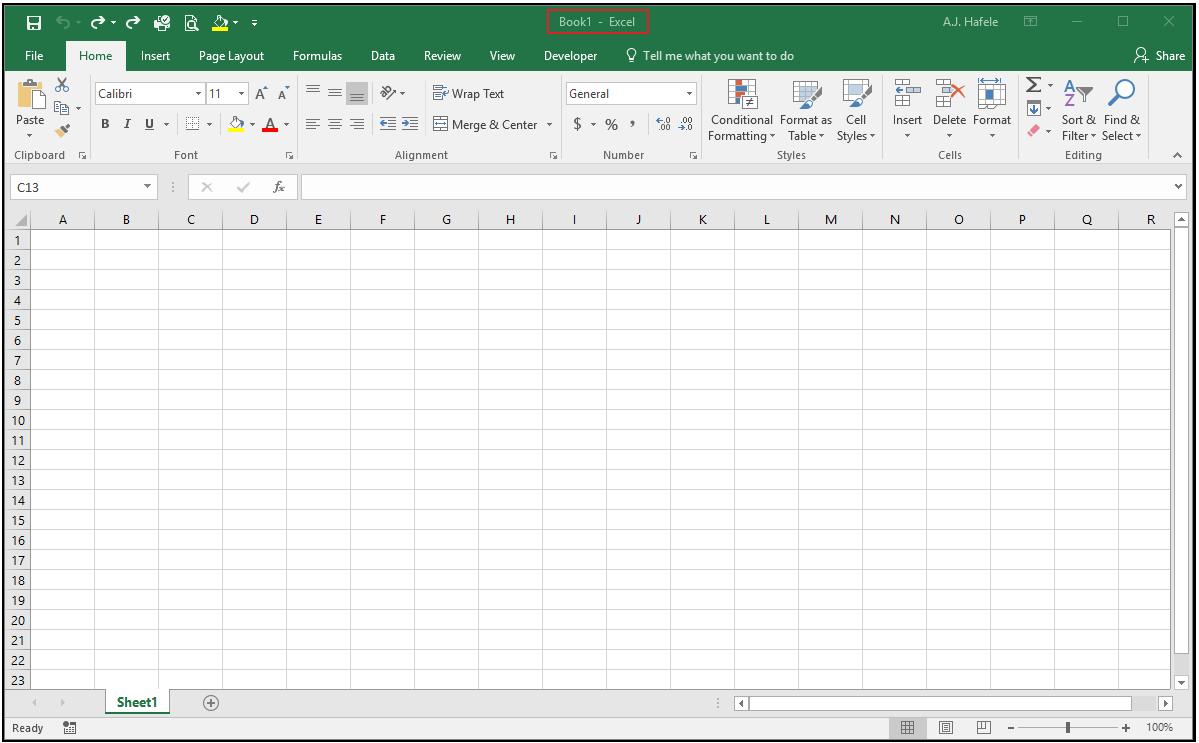 Book1 - Excel
A.J. Hafele
File Home Insert Page Layout Formulas Data Review View Developer Tell me what you want to do Share
Calibri 11 A A Wrap Text General
Paste B I U A Merge & Center $ % , .00 .0 Conditional Formatting Format as Table Cell Styles Insert Delete Format Σ A Z Sort & Filter Find & Select
Clipboard Font Alignment Number Styles Cells Editing
C13 fx
A B C D E F G H I J K L M N O P Q R
1
2
3
4
5
6
7
8
9
10
11
12
13
14
15
16
17
18
19
20
21
22
23
Sheet1
Ready 100%